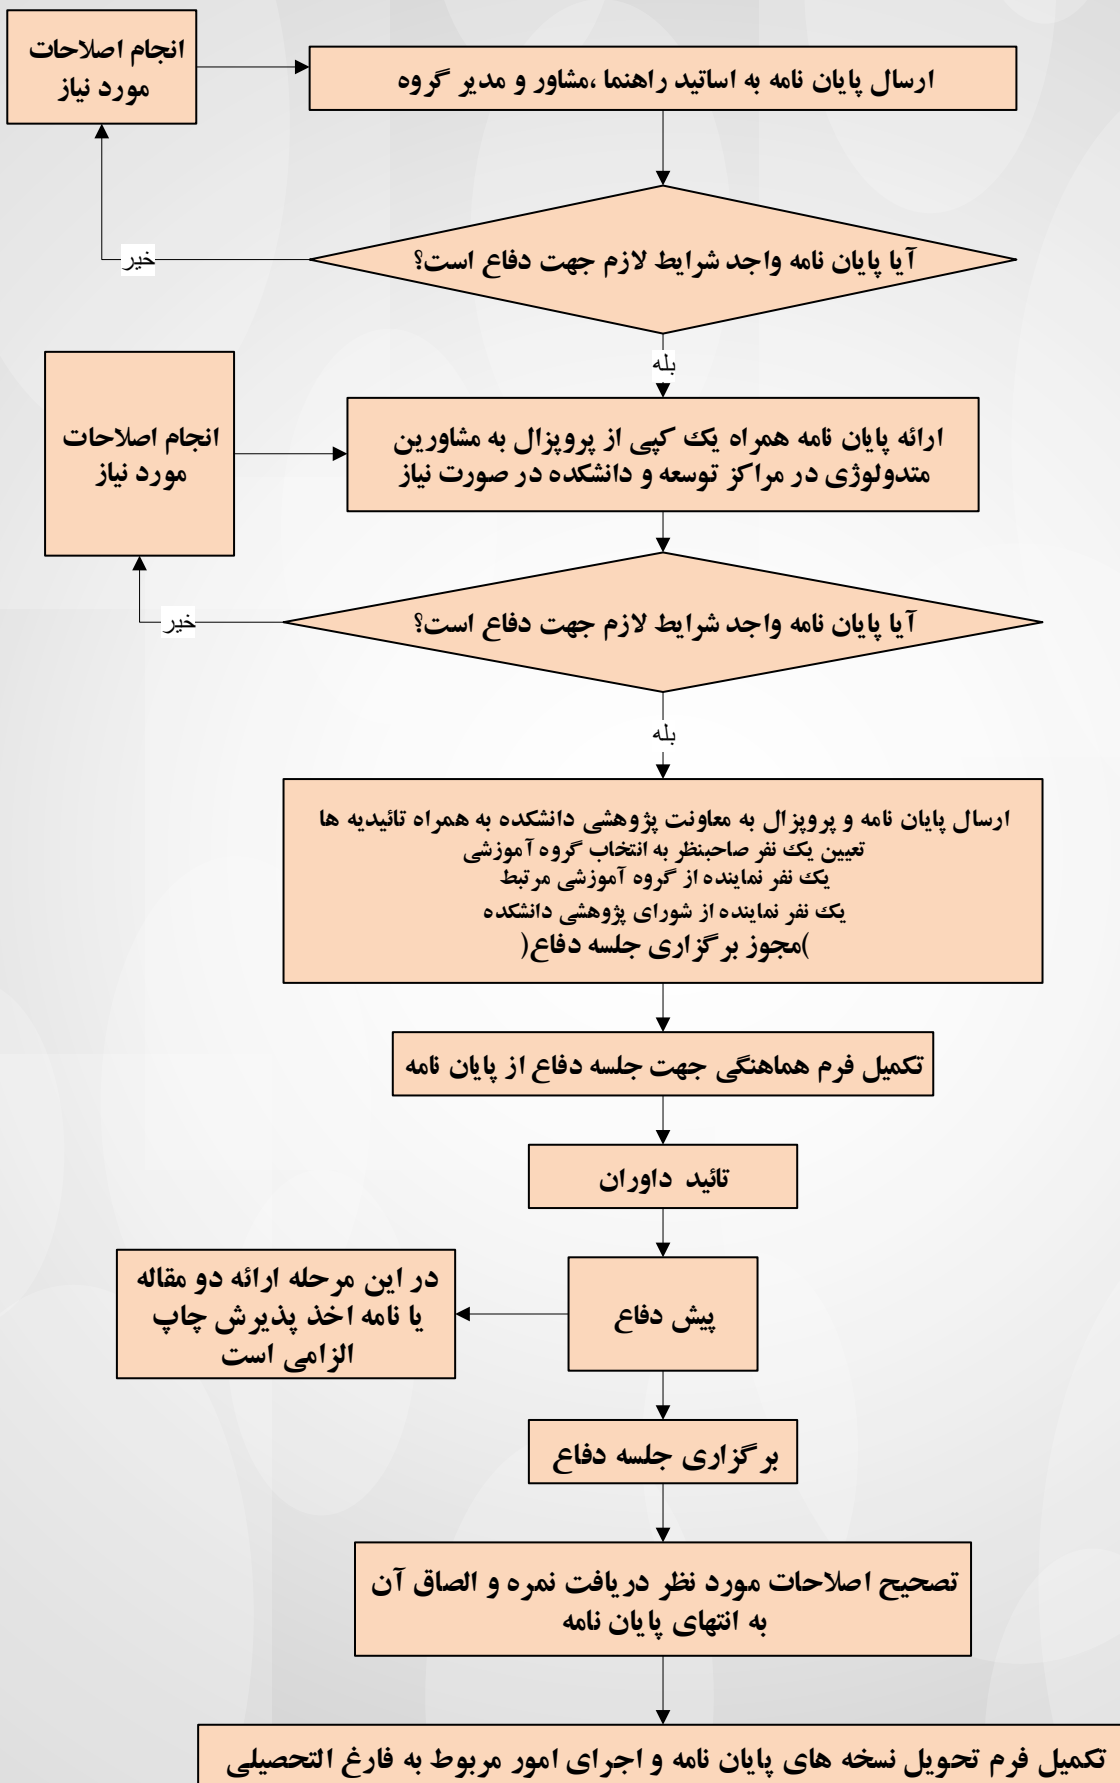 انجام اصلاحات
مورد نیاز
ارسال پایان نامه به اساتید راهنما ،مشاور و مدیر گروه
آیا پایان نامه واجد شرایط لازم جهت دفاع است؟
خیر
بله
انجام اصلاحات
مورد نیاز
ارائه پایان نامه همراه یک کپی از پروپزال به مشاورین
متدولوژی در مراکز توسعه و دانشکده در صورت نیاز
آیا پایان نامه واجد شرایط لازم جهت دفاع است؟
خیر
بله
ارسال پایان نامه و پروپزال به معاونت پژوهشی دانشکده به همراه تائیدیه ها
تعیین یک نفر صاحبنظر به انتخاب گروه آموزشی
یک نفر نماینده از گروه آموزشی مرتبط
یک نفر نماینده از شورای پژوهشی دانشکده
(مجوز برگزاری جلسه دفاع)
تکمیل فرم هماهنگی جهت جلسه دفاع از پایان نامه
تائید داوران
پیش دفاع
در این مرحله ارائه دو مقاله
یا نامه اخذ پذیرش چاپ
الزامی است
برگزاری جلسه دفاع
تصحیح اصلاحات مورد نظر دریافت نمره و الصاق آن
به انتهای پایان نامه
تکمیل فرم تحویل نسخه های پایان نامه و اجرای امور مربوط به فارغ التحصیلی